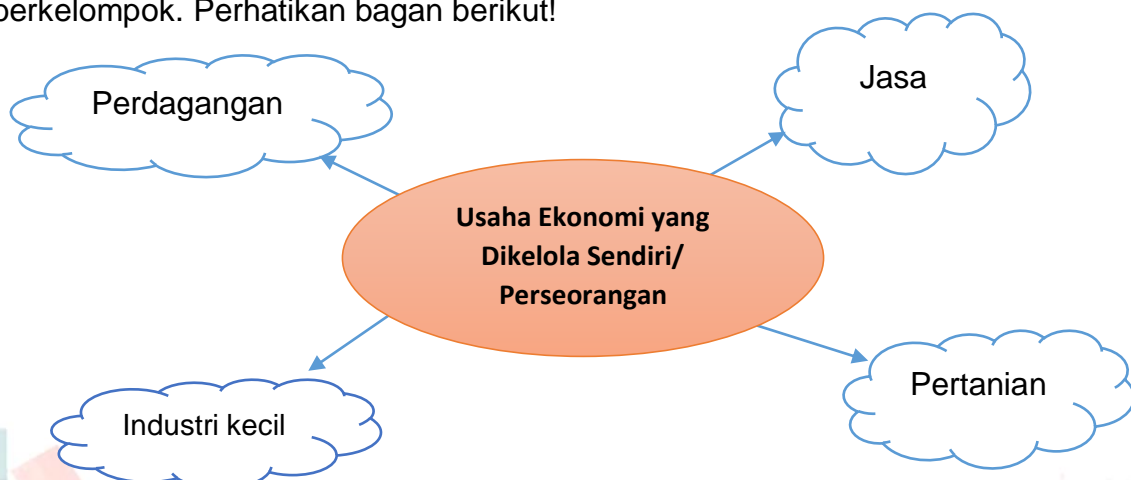 berkelompok. Perhatikan bagan berikut!
Perdagangan
Jasa
Usaha Ekonomi yang
Dikelola Sendiri/
Perseorangan
Industri kecil
Pertanian